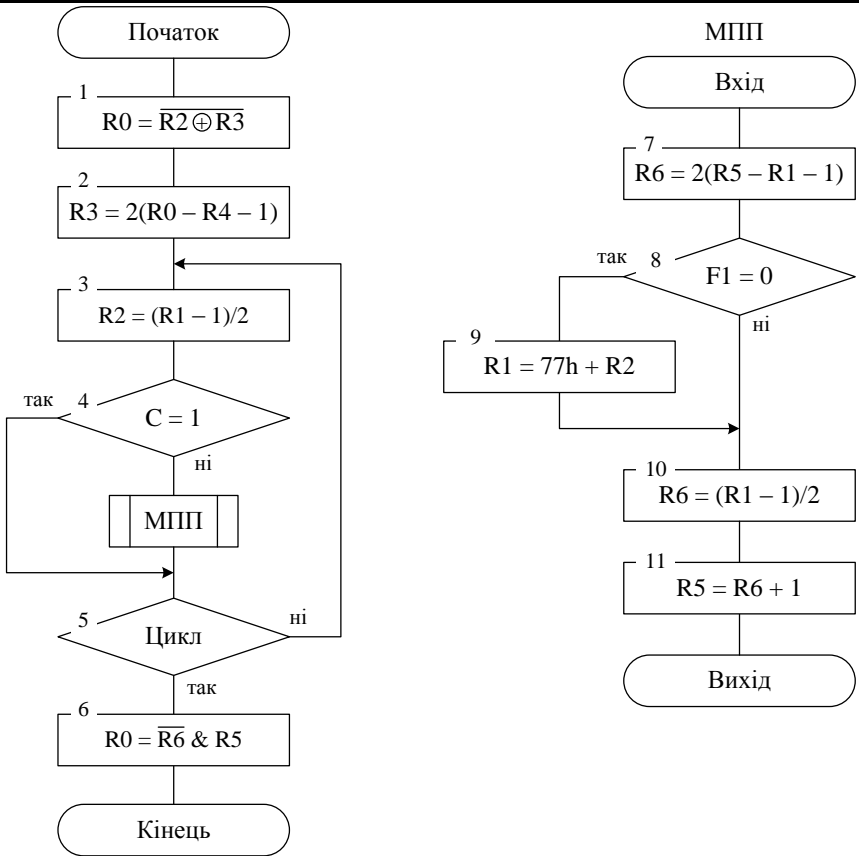 Початок
1
R0 = \overline{R2 ⊕ R3}
2
R3 = 2(R0 – R4 – 1)
3
R2 = (R1 – 1)/2
так
4
C = 1
ні
МПП
5
Цикл
ні
так
6
R0 = \overline{R6} & R5
Кінець
МПП
Вхід
7
R6 = 2(R5 – R1 – 1)
так
8
F1 = 0
ні
9
R1 = 77h + R2
10
R6 = (R1 – 1)/2
11
R5 = R6 + 1
Вихід